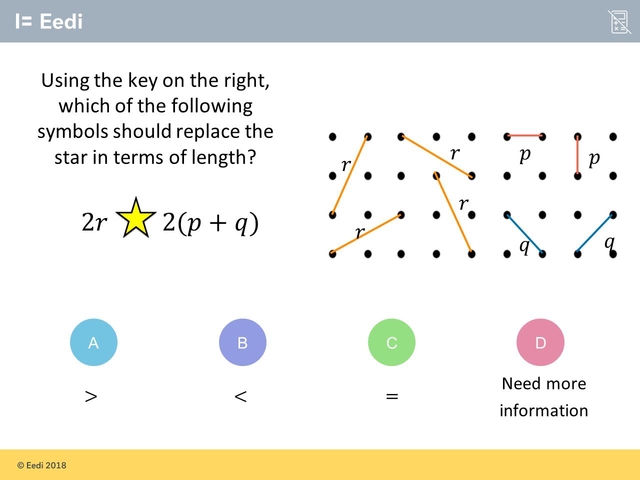 Eedi
Using the key on the right,
which of the following
symbols should replace the
star in terms of length?
2r 2(p + q)
r
r
p
p
r
r
q
q
A
B
C
D
>
<
=
Need more
information
© Eedi 2018